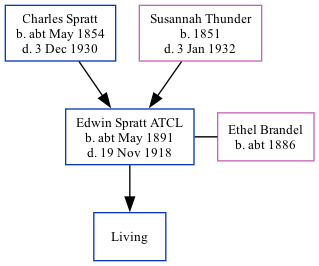 Charles Spratt
b. abt May 1854
d. 3 Dec 1930
Susannah Thunder
b. 1851
d. 3 Jan 1932
Edwin Spratt ATCL
b. abt May 1891
d. 19 Nov 1918
Ethel Brandel
b. abt 1886
Living